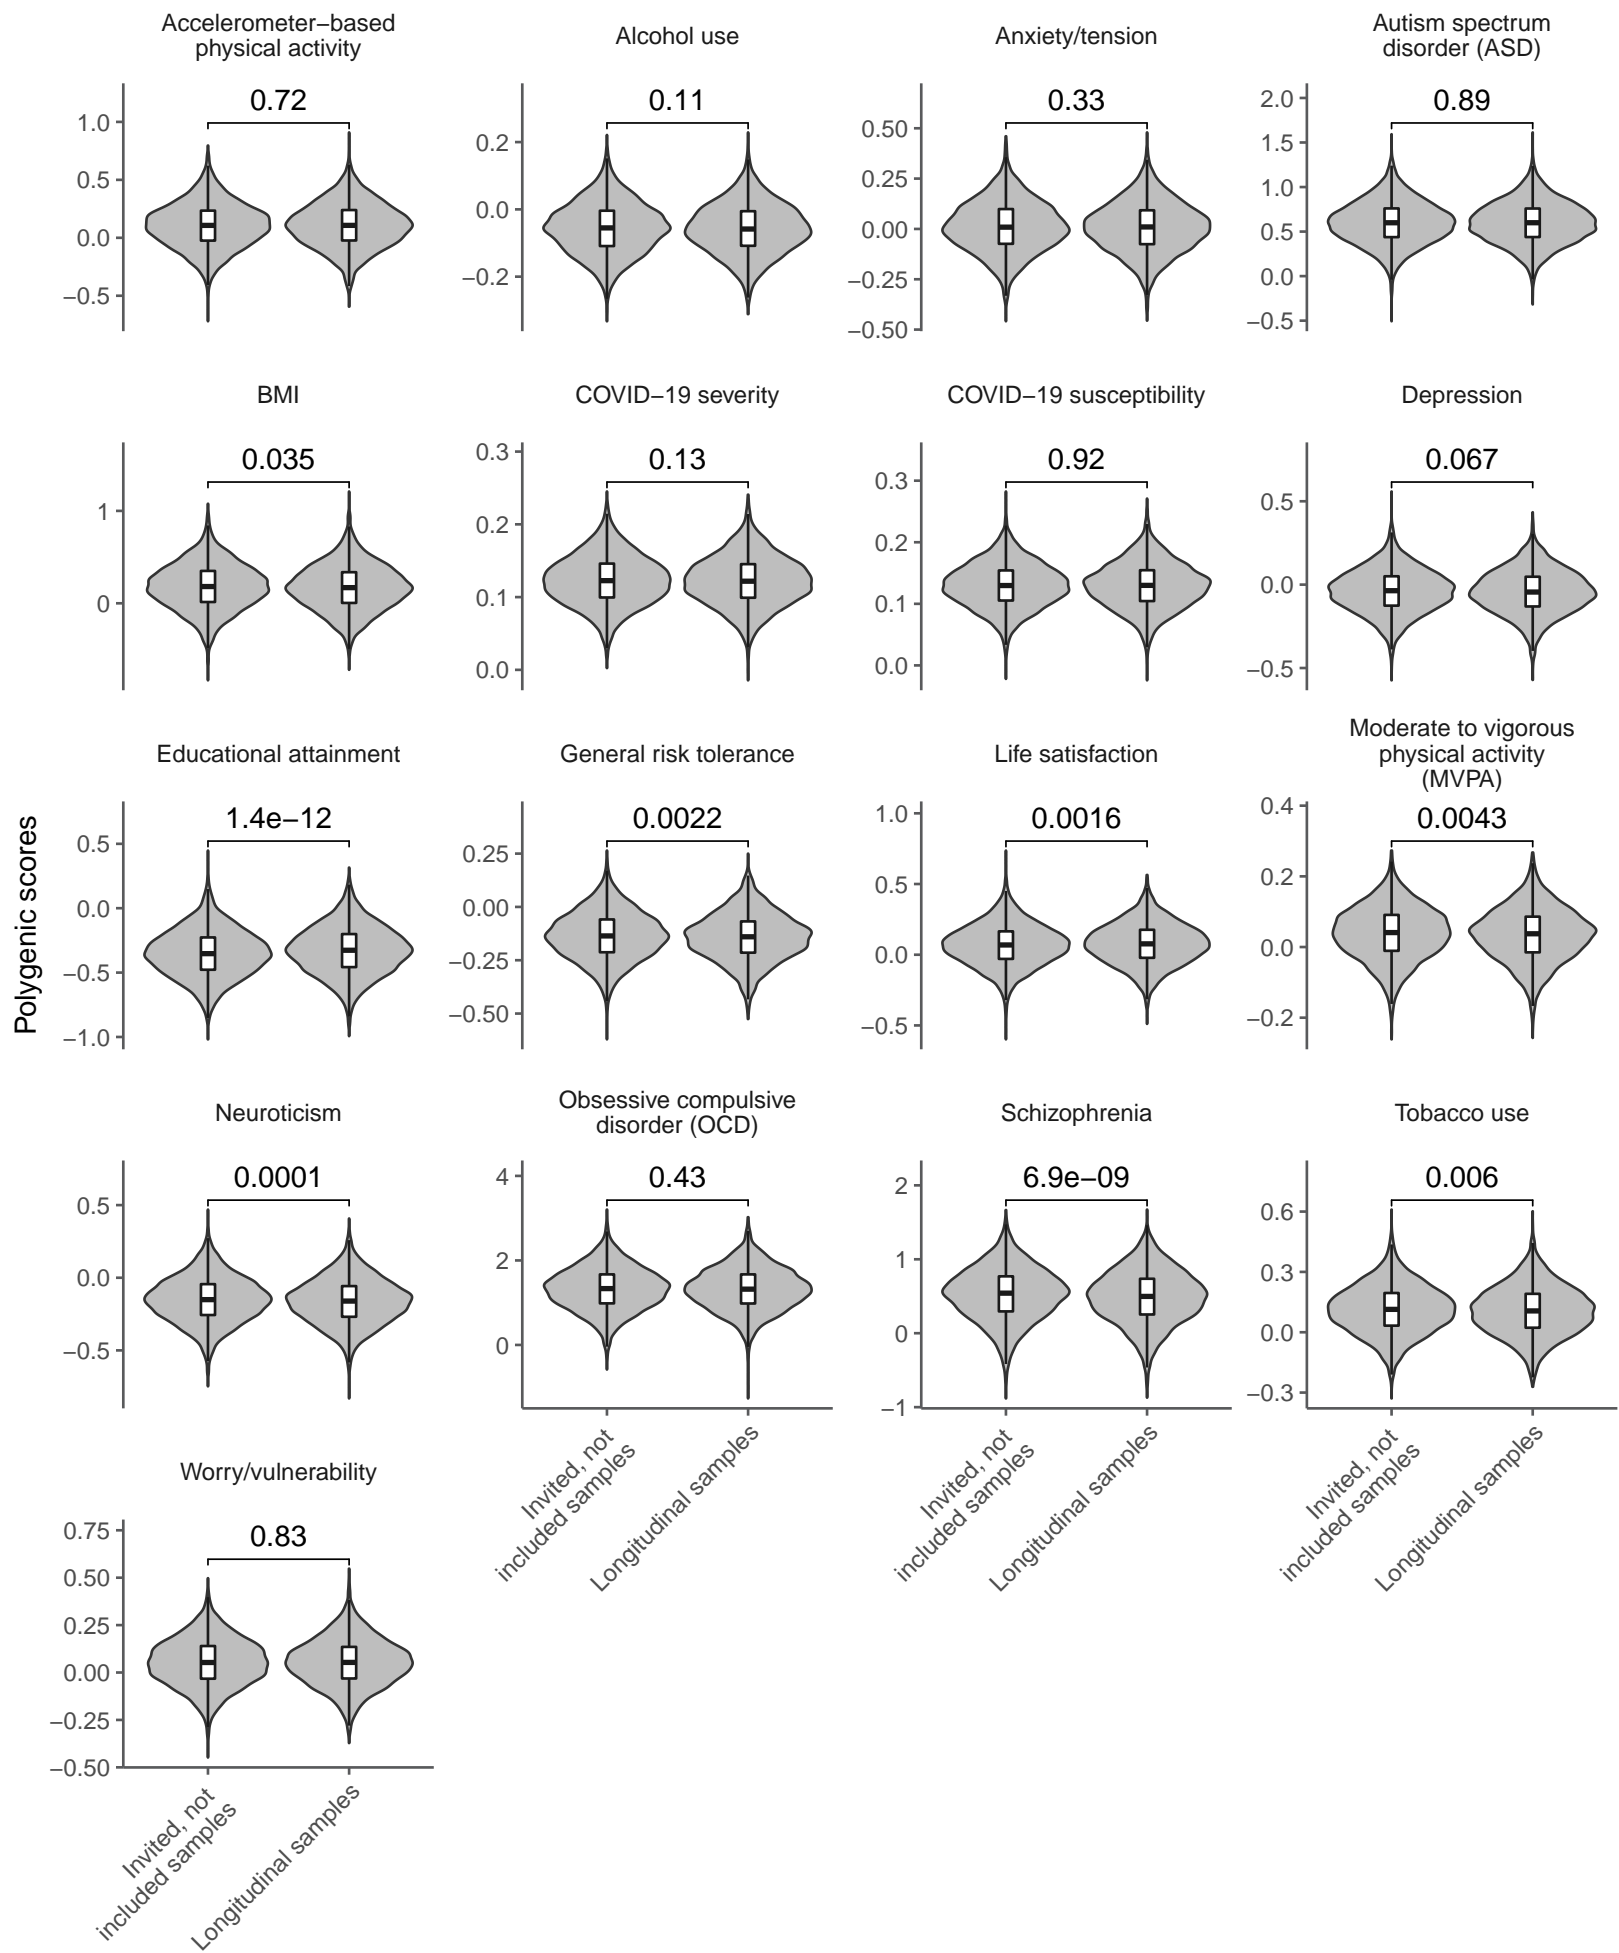 Accelerometer−based
physical activity
0.72
1.0
0.5
0.0
−0.5
Alcohol use
0.11
0.2
0.0
−0.2
Anxiety/tension
0.33
0.50
0.25
0.00
−0.25
−0.50
Autism spectrum
disorder (ASD)
0.89
2.0
1.5
1.0
0.5
0.0
−0.5
BMI
0.035
1
0
COVID−19 severity
0.13
0.3
0.2
0.1
0.0
COVID−19 susceptibility
0.92
0.3
0.2
0.1
0.0
Depression
0.067
0.5
0.0
−0.5
Polygenic scores
Educational attainment
1.4e−12
0.5
0.0
−0.5
−1.0
General risk tolerance
0.0022
0.25
0.00
−0.25
−0.50
Life satisfaction
0.0016
1.0
0.5
0.0
−0.5
Moderate to vigorous
physical activity
(MVPA)
0.0043
0.4
0.2
0.0
−0.2
Neuroticism
0.0001
0.5
0.0
−0.5
Obsessive compulsive
disorder (OCD)
0.43
4
2
0
Invited, not
included samples
Longitudinal samples
Schizophrenia
6.9e−09
2
1
0
−1
Invited, not
included samples
Longitudinal samples
Tobacco use
0.006
0.6
0.3
0.0
−0.3
Invited, not
included samples
Longitudinal samples
Worry/vulnerability
0.83
0.75
0.50
0.25
0.00
−0.25
−0.50
Invited, not
included samples
Longitudinal samples